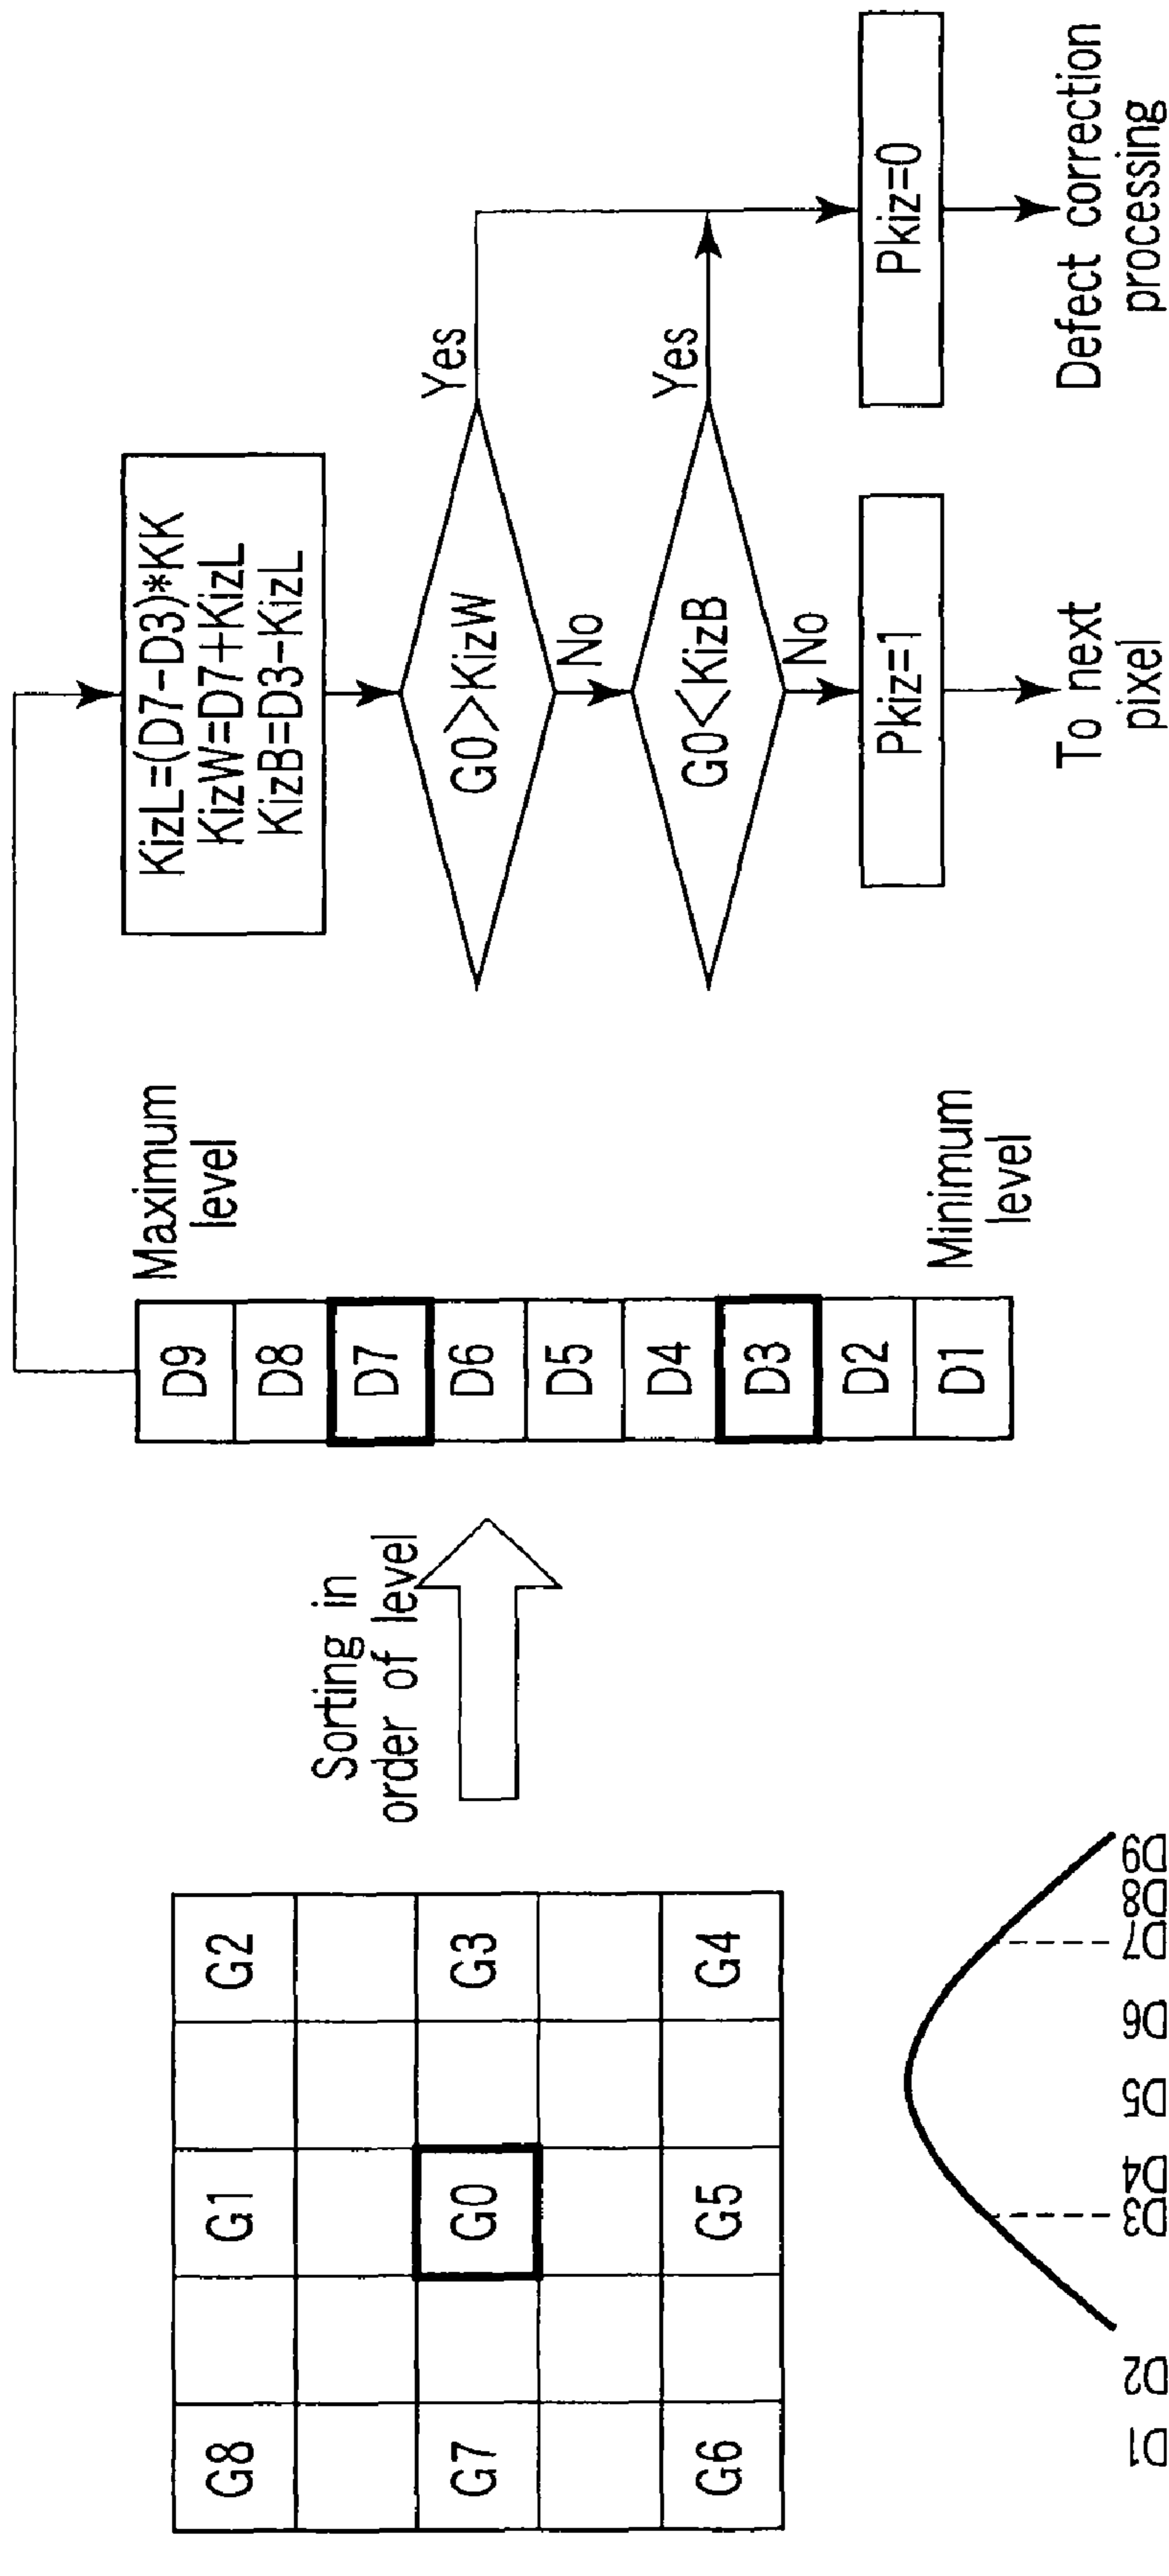 G8
G1
G2
G7
G0
G3
G6
G5
G4
D1
D2
D3
D4
D5
D6
D7
D8
D9
Sorting in
order of level
D9
D8
D7
D6
D5
D4
D3
D2
D1
Maximum
level
Minimum
level
KizL=(D7-D3)*KK
KizW=D7+KizL
KizB=D3-KizL
G0>KizW
Yes
No
G0<KizB
Yes
No
Pkiz=1
Pkiz=0
To next
pixel
Defect correction
processing